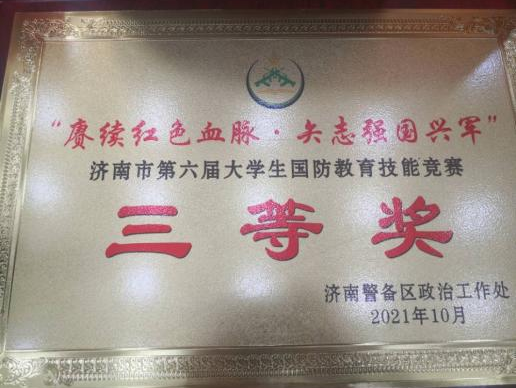 “赓续红色血脉·矢志强国兴军”
济南市第六届大学生国防教育技能竞赛
三等奖
济南警备区政治工作处
2021年10月